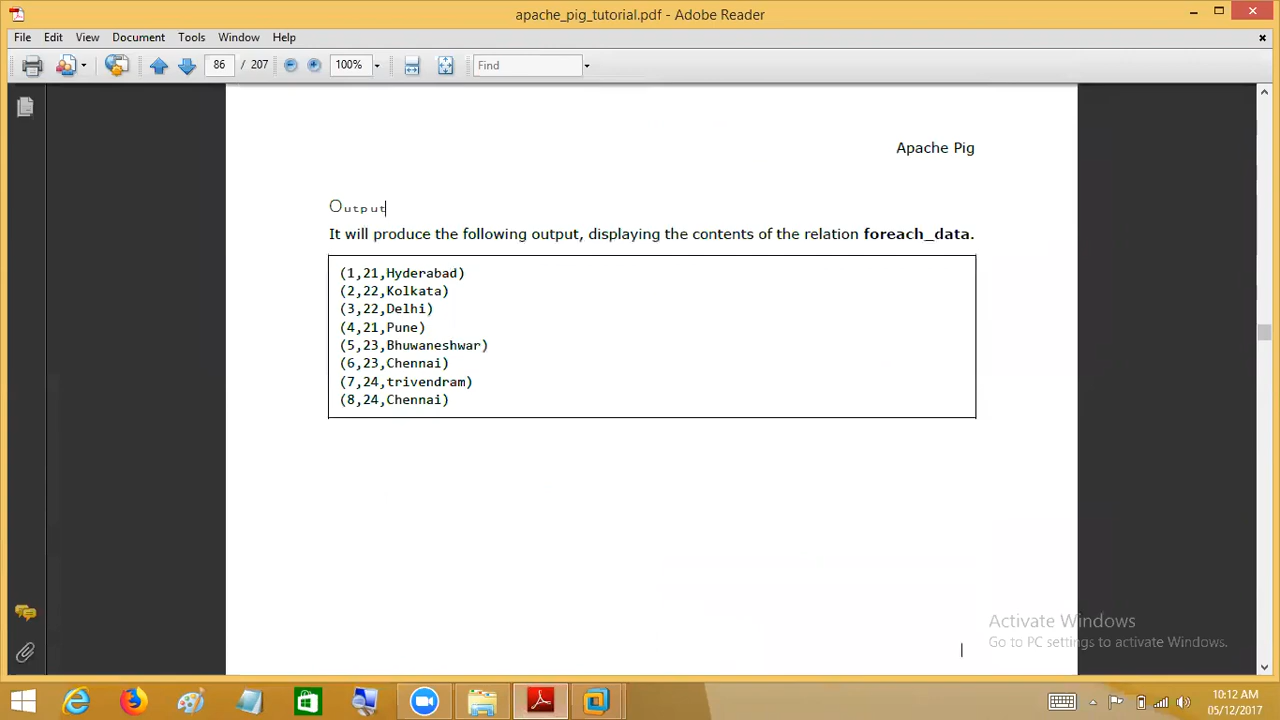 apache_pig_tutorial.pdf - Adobe Reader
File Edit View Document Tools Window Help
86 / 207 100% Find
Apache Pig
Output
It will produce the following output, displaying the contents of the relation foreach_data.
(1,21,Hyderabad)
(2,22,Kolkata)
(3,22,Delhi)
(4,21,Pune)
(5,23,Bhuwaneshwar)
(6,23,Chennai)
(7,24,trivendram)
(8,24,Chennai)
Activate Windows
Go to PC settings to activate Windows.
10:12 AM
05/12/2017